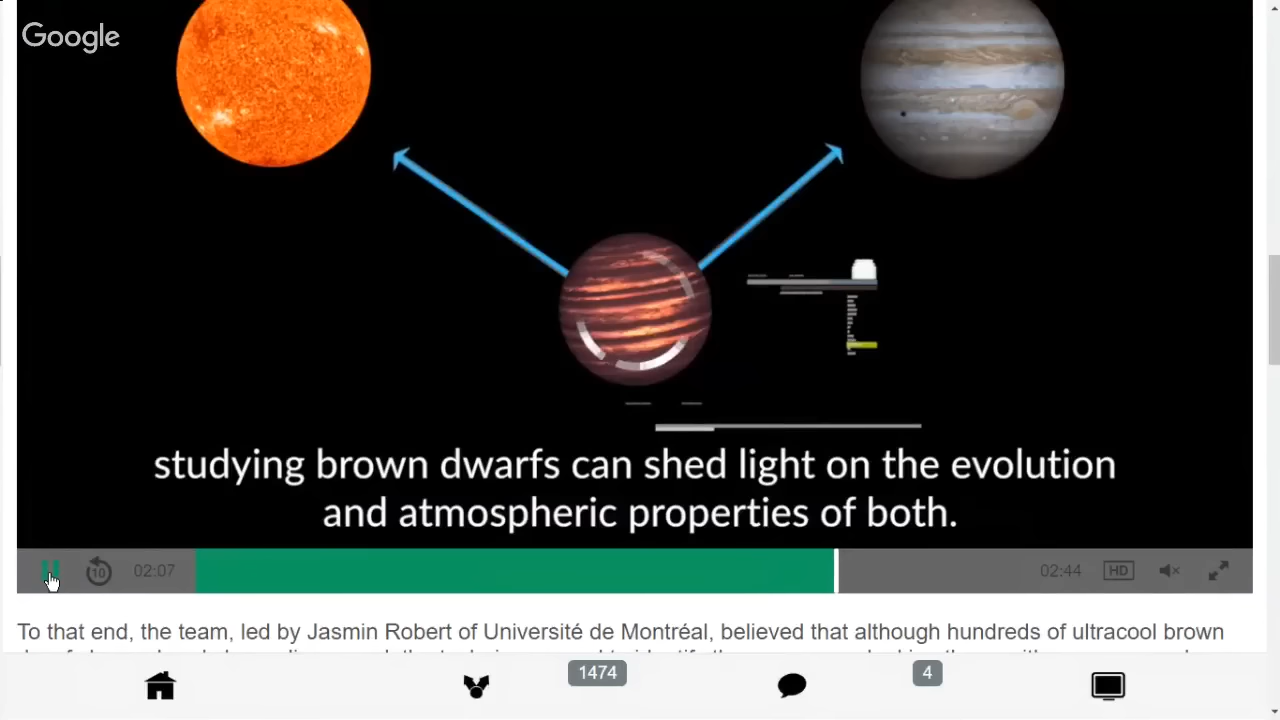 Google
studying brown dwarfs can shed light on the evolution
and atmospheric properties of both.
10
02:07
02:44
HD
To that end, the team, led by Jasmin Robert of Université de Montréal, believed that although hundreds of ultracool brown
1474
4